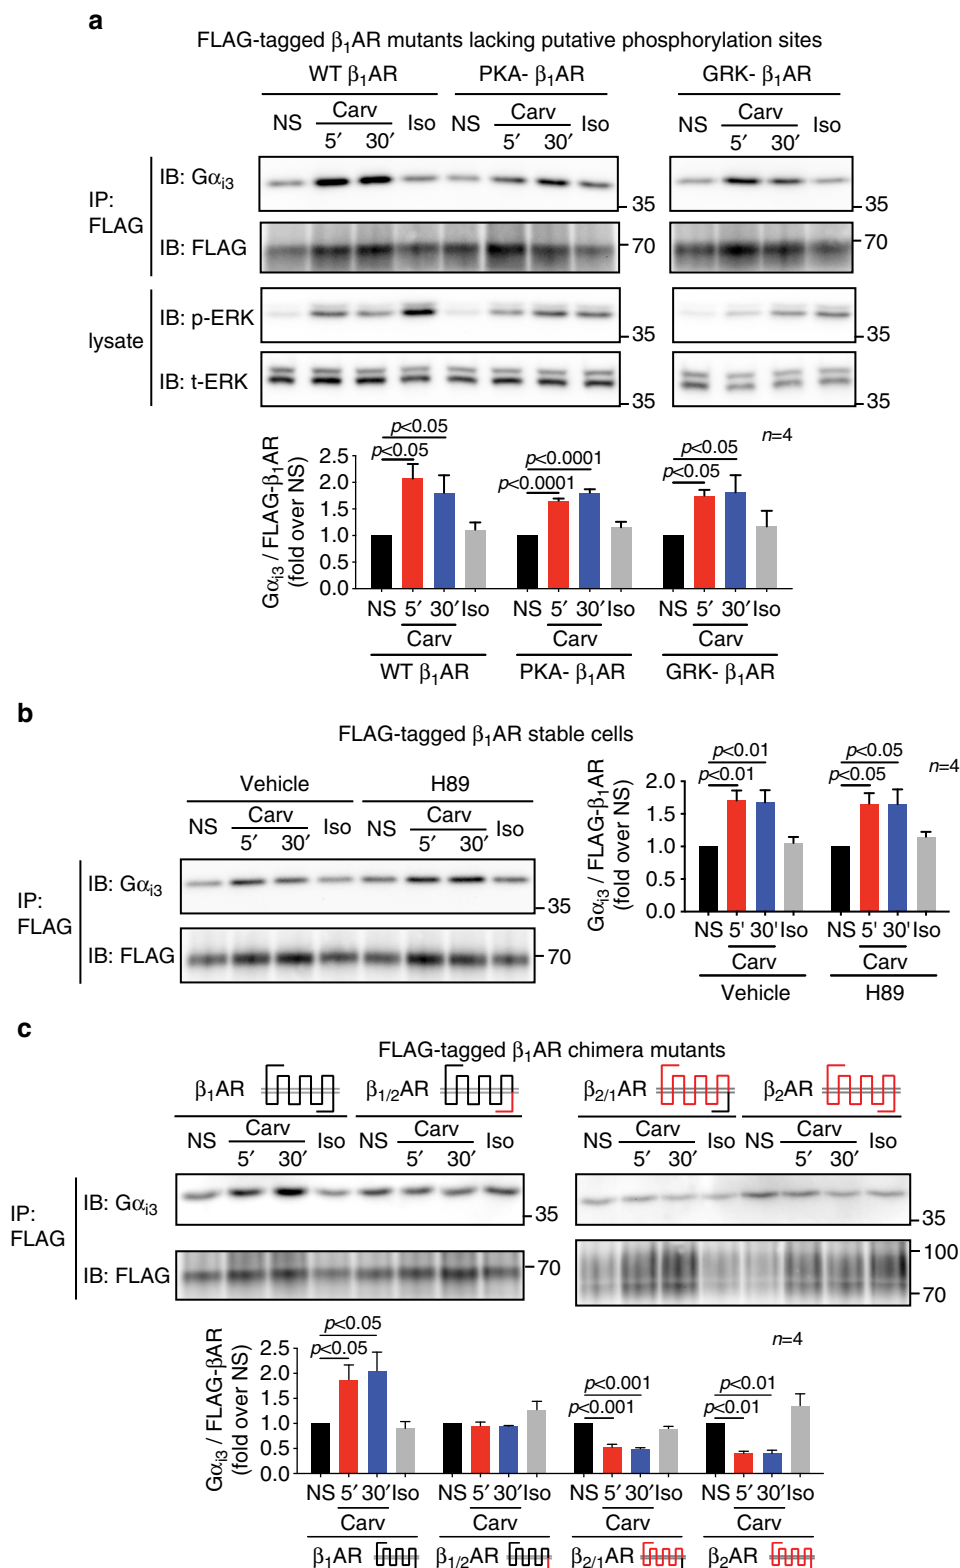 a
FLAG-tagged β1AR mutants lacking putative phosphorylation sites
WT β1AR PKA- β1AR GRK- β1AR
NS Carv Iso NS Carv Iso NS Carv Iso
5′ 30′ 5′ 30′ 5′ 30′
IP: FLAG
IB: Gαi3
35 35
IB: FLAG
70 70
lysate
IB: p-ERK
35 35
IB: t-ERK
35 35
Gαi3 / FLAG-β1AR
(fold over NS)
2.5
2.0
1.5
1.0
0.5
0.0
p<0.05
p<0.05
p<0.0001
p<0.0001
p<0.05
p<0.05
n=4
NS 5′ 30′ Iso NS 5′ 30′ Iso NS 5′ 30′ Iso
Carv Carv Carv
WT β1AR PKA- β1AR GRK- β1AR
b
FLAG-tagged β1AR stable cells
Vehicle H89
NS Carv Iso NS Carv Iso
5′ 30′ 5′ 30′
IP: FLAG
IB: Gαi3
35
IB: FLAG
70
Gαi3 / FLAG-β1AR
(fold over NS)
2.0
1.5
1.0
0.5
0.0
p<0.01
p<0.01
p<0.05
p<0.05
n=4
NS 5′ 30′ Iso NS 5′ 30′ Iso
Carv Carv
Vehicle H89
c
FLAG-tagged β1AR chimera mutants
β1AR β1/2AR β2/1AR β2AR
NS Carv Iso NS Carv Iso NS Carv Iso NS Carv Iso
5′ 30′ 5′ 30′ 5′ 30′ 5′ 30′
IP: FLAG
IB: Gαi3
35 35
IB: FLAG
70 100
70
Gαi3 / FLAG-βAR
(fold over NS)
2.5
2.0
1.5
1.0
0.5
0.0
p<0.05
p<0.05
p<0.001
p<0.001
p<0.01
p<0.01
n=4
NS 5′ 30′ Iso NS 5′ 30′ Iso NS 5′ 30′ Iso NS 5′ 30′ Iso
Carv Carv Carv Carv
β1AR β1/2AR β2/1AR β2AR